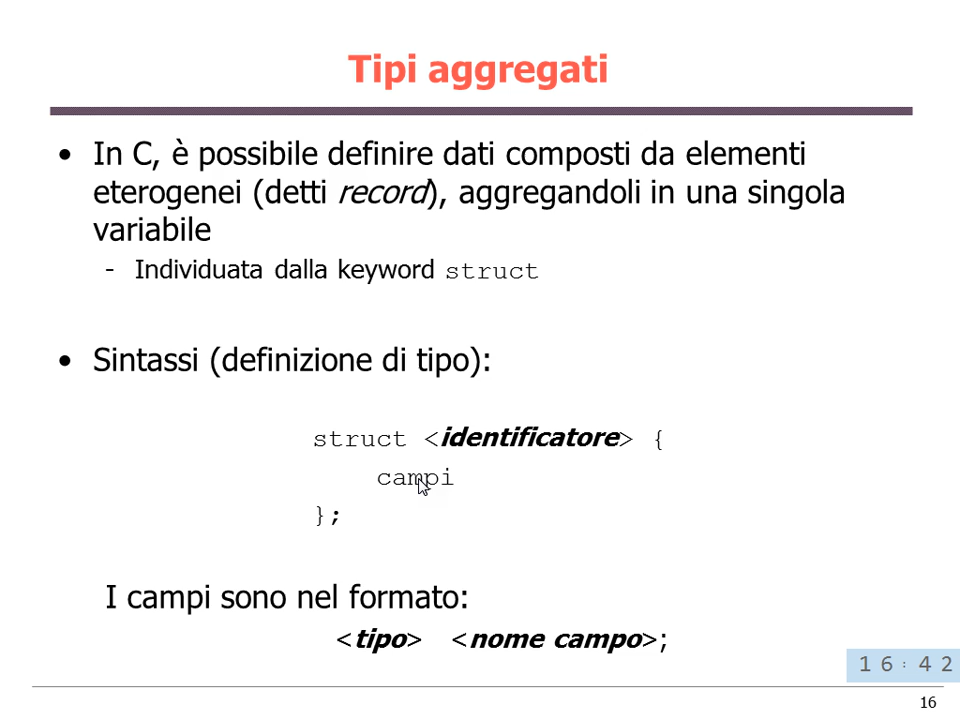 Tipi aggregati
• In C, è possibile definire dati composti da elementi
eterogenei (detti record), aggregandoli in una singola
variabile
- Individuata dalla keyword struct
• Sintassi (definizione di tipo):
struct <identificatore> {
campi
};
I campi sono nel formato:
<tipo> <nome campo>;
16:42
16